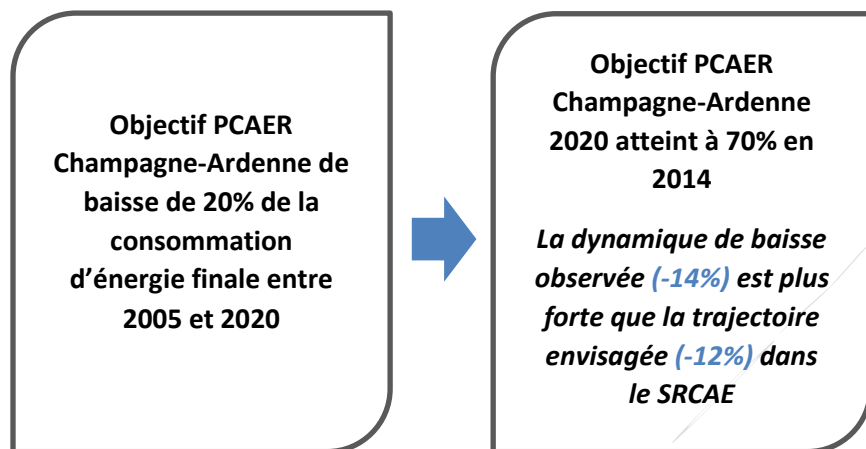 Objectif PCAER
Champagne-Ardenne de
baisse de 20% de la
consommation
d'énergie finale entre
2005 et 2020
Objectif PCAER
Champagne-Ardenne
2020 atteint à 70% en
2014
La dynamique de baisse
observée (-14%) est plus
forte que la trajectoire
envisagée (-12%) dans
le SRCAE